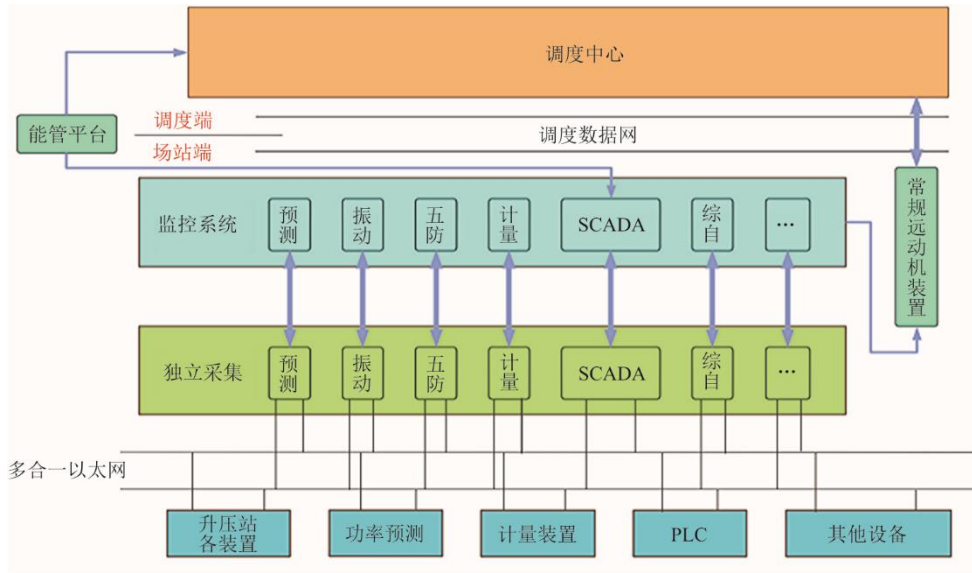 调度中心
能管平台
调度端
场站端
调度数据网
监控系统
预测
振动
五防
计量
SCADA
综自
…
常规远动机装置
独立采集
预测
振动
五防
计量
SCADA
综自
…
多合一以太网
升压站
各装置
功率预测
计量装置
PLC
其他设备